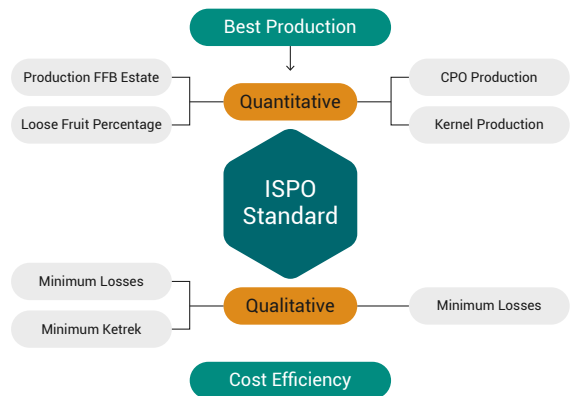 Best Production
Production FFB Estate
Quantitative
CPO Production
Loose Fruit Percentage
Kernel Production
ISPO
Standard
Minimum Losses
Qualitative
Minimum Losses
Minimum Ketrek
Cost Efficiency